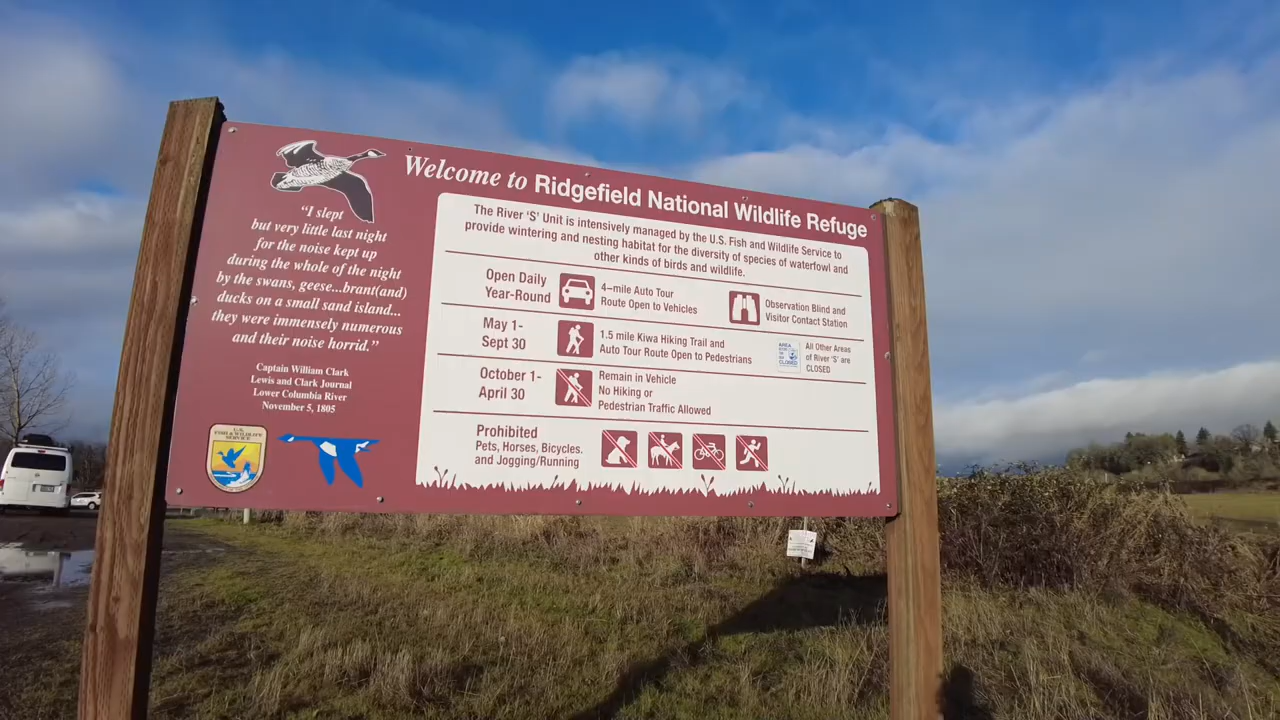 Welcome to Ridgefield National Wildlife Refuge
"I slept
but very little last night
for the noise kept up
during the whole of the night
by the swans, geese...brant(and)
ducks on a small sand island...
they were immensely numerous
and their noise horrid."
Captain William Clark
Lewis and Clark Journal
Lower Columbia River
November 5, 1805
U.S.
FISH & WILDLIFE
SERVICE
The River 'S' Unit is intensively managed by the U.S. Fish and Wildlife Service to
provide wintering and nesting habitat for the diversity of species of waterfowl and
other kinds of birds and wildlife.
Open Daily
Year-Round
4-mile Auto Tour
Route Open to Vehicles
Observation Blind and
Visitor Contact Station
May 1-
Sept 30
1.5 mile Kiwa Hiking Trail and
Auto Tour Route Open to Pedestrians
AREA
CLOSED
All Other Areas
of River 'S' are
CLOSED
October 1-
April 30
Remain in Vehicle
No Hiking or
Pedestrian Traffic Allowed
Prohibited
Pets, Horses, Bicycles.
and Jogging/Running